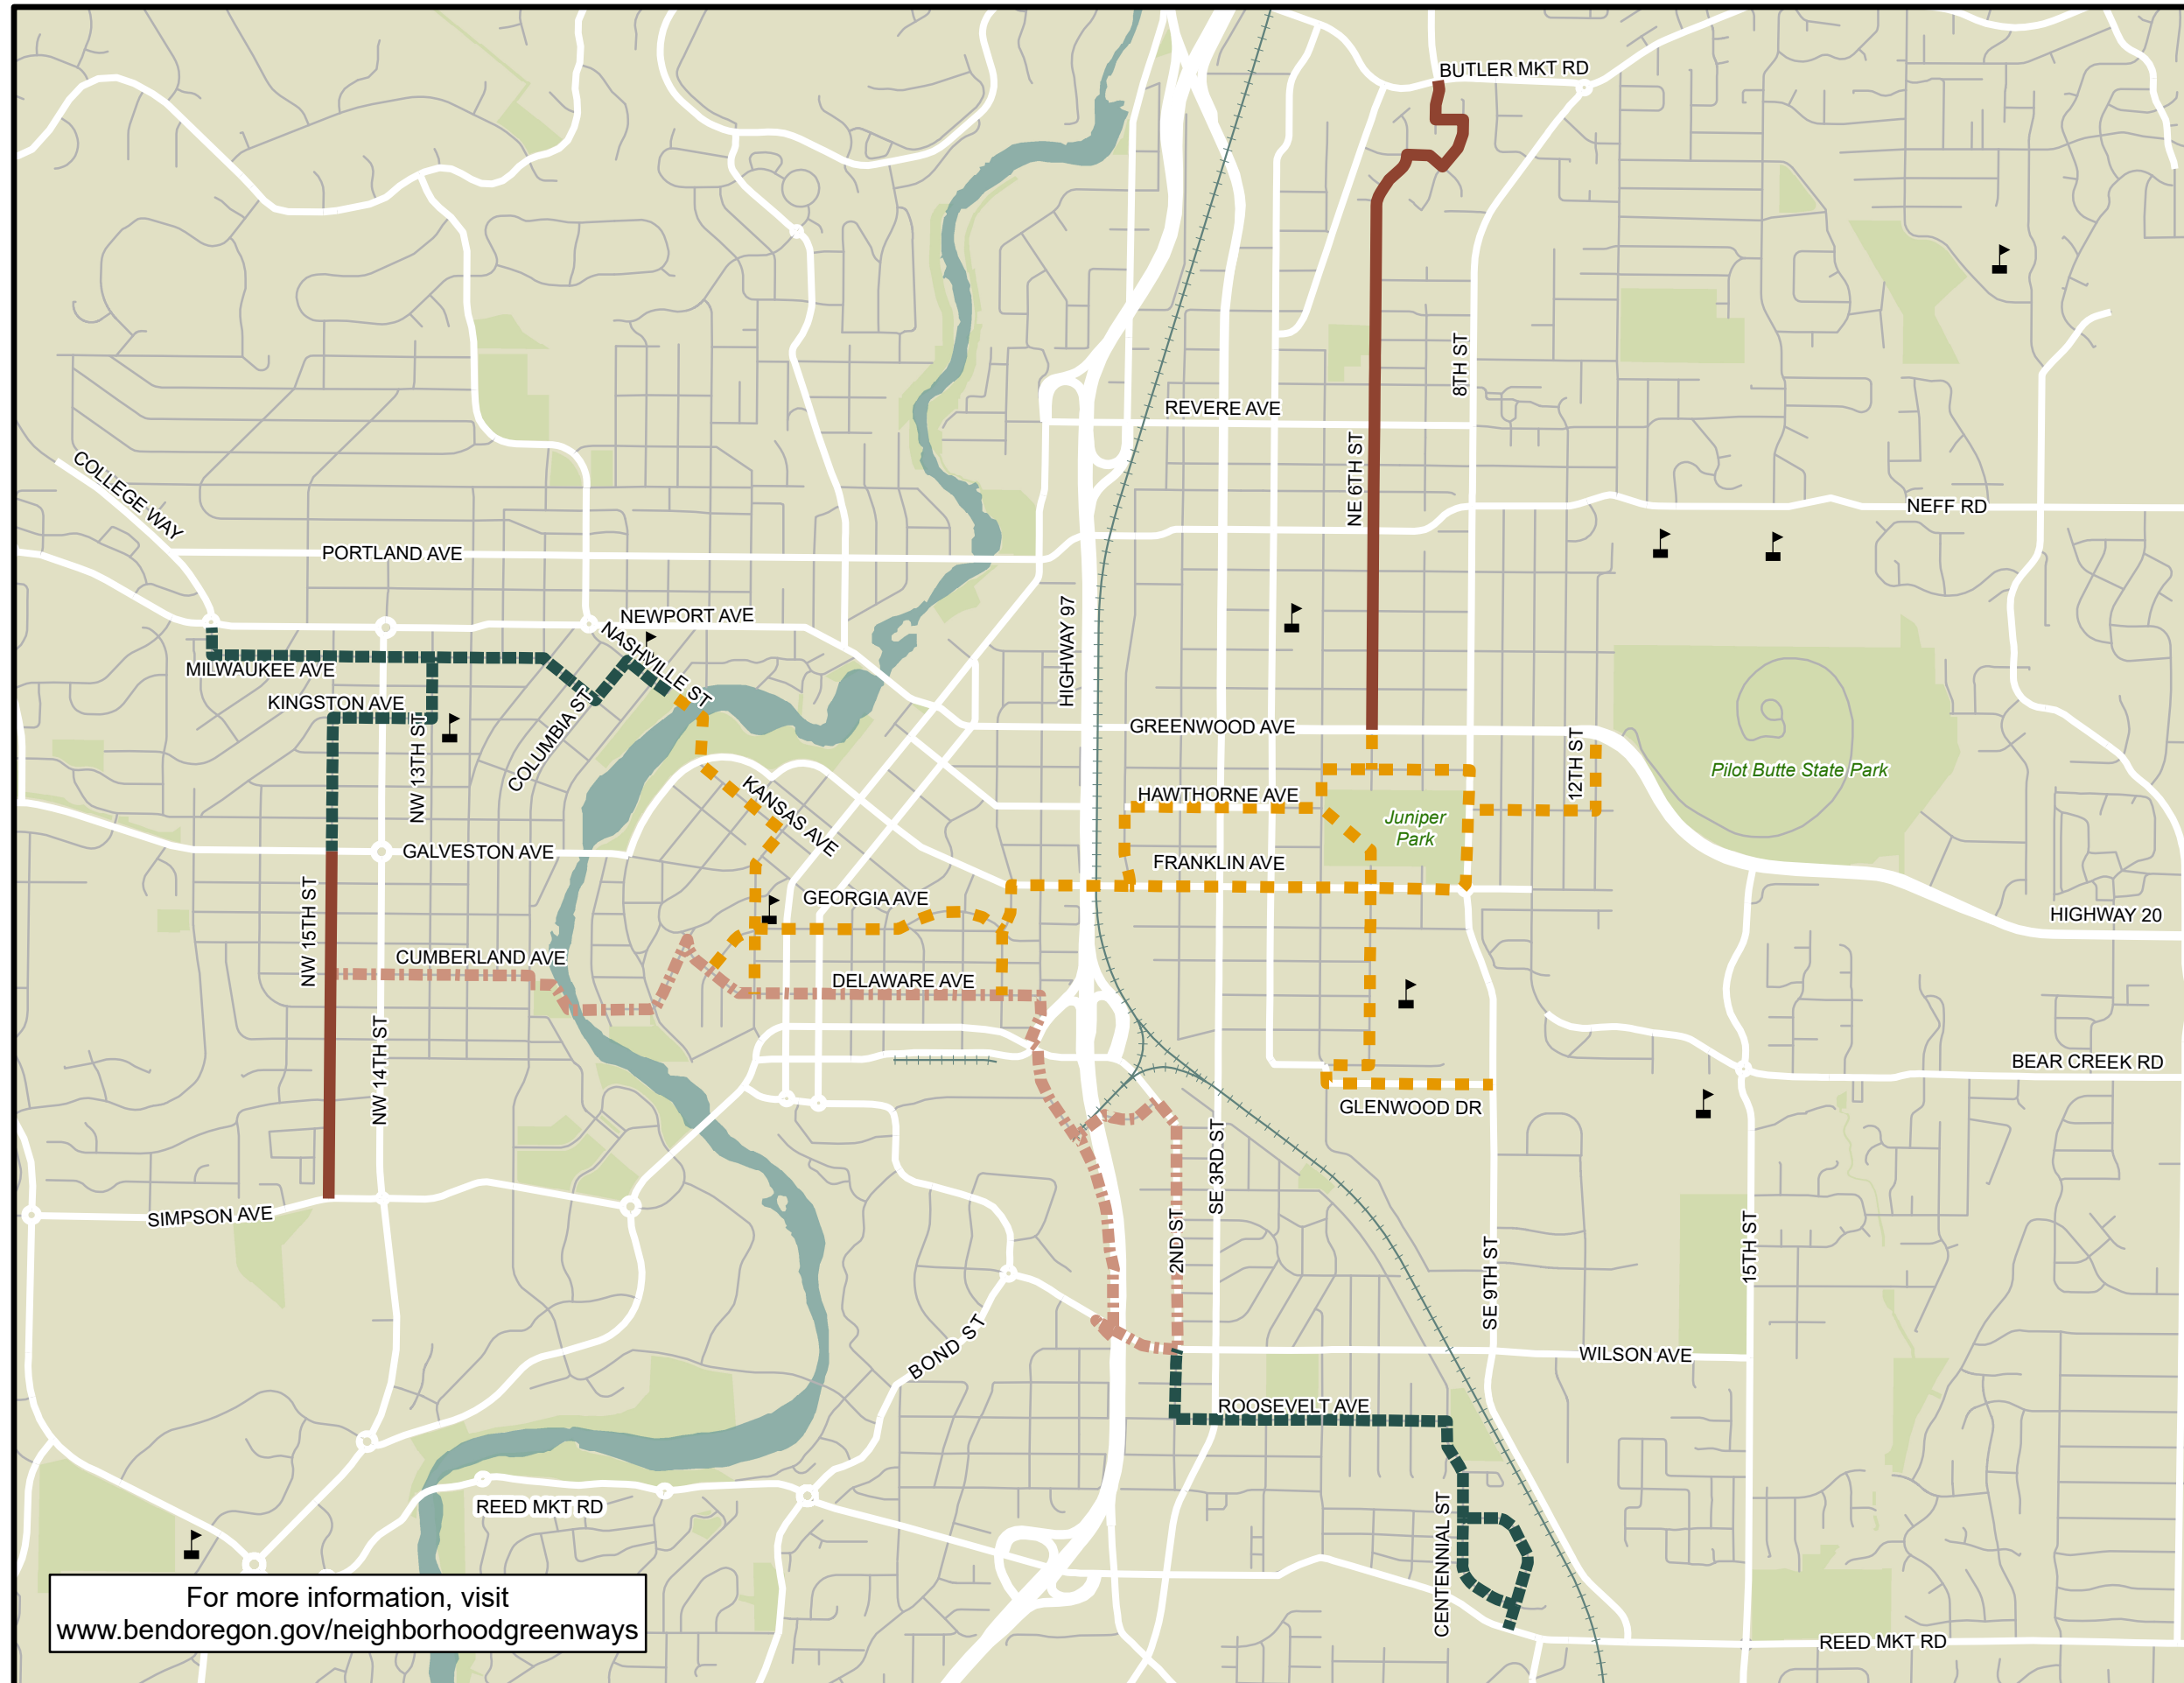 BUTLER MKT RD
8TH ST
REVERE AVE
NE 6TH ST
COLLEGE WAY
NEFF RD
PORTLAND AVE
HIGHWAY 97
NEWPORT AVE
NASHVILLE ST
MILWAUKEE AVE
KINGSTON AVE
NW 13TH ST
COLUMBIA ST
GREENWOOD AVE
12TH ST
Pilot Butte State Park
KANSAS AVE
HAWTHORNE AVE
Juniper
Park
GALVESTON AVE
FRANKLIN AVE
NW 15TH ST
GEORGIA AVE
HIGHWAY 20
CUMBERLAND AVE
DELAWARE AVE
NW 14TH ST
BEAR CREEK RD
GLENWOOD DR
SE 3RD ST
SIMPSON AVE
2ND ST
SE 9TH ST
15TH ST
BOND ST
WILSON AVE
ROOSEVELT AVE
REED MKT RD
CENTENNIAL ST
For more information, visit
www.bendoregon.gov/neighborhoodgreenways
REED MKT RD